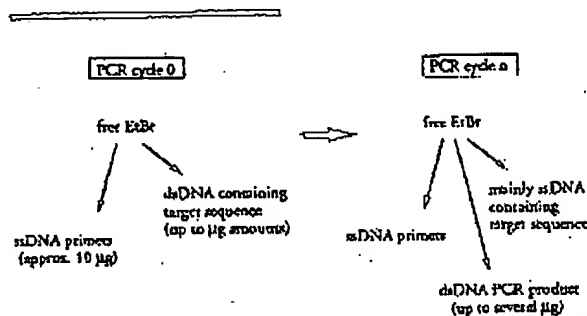 PCR cycle 0
free EtBr
dsDNA containing
target sequence
(up to µg amounts)
ssDNA primers
(approx. 10 µg)
PCR cycle n
free EtBr
mainly ssDNA
containing
target sequence
ssDNA primers
dsDNA PCR product
(up to several µg)